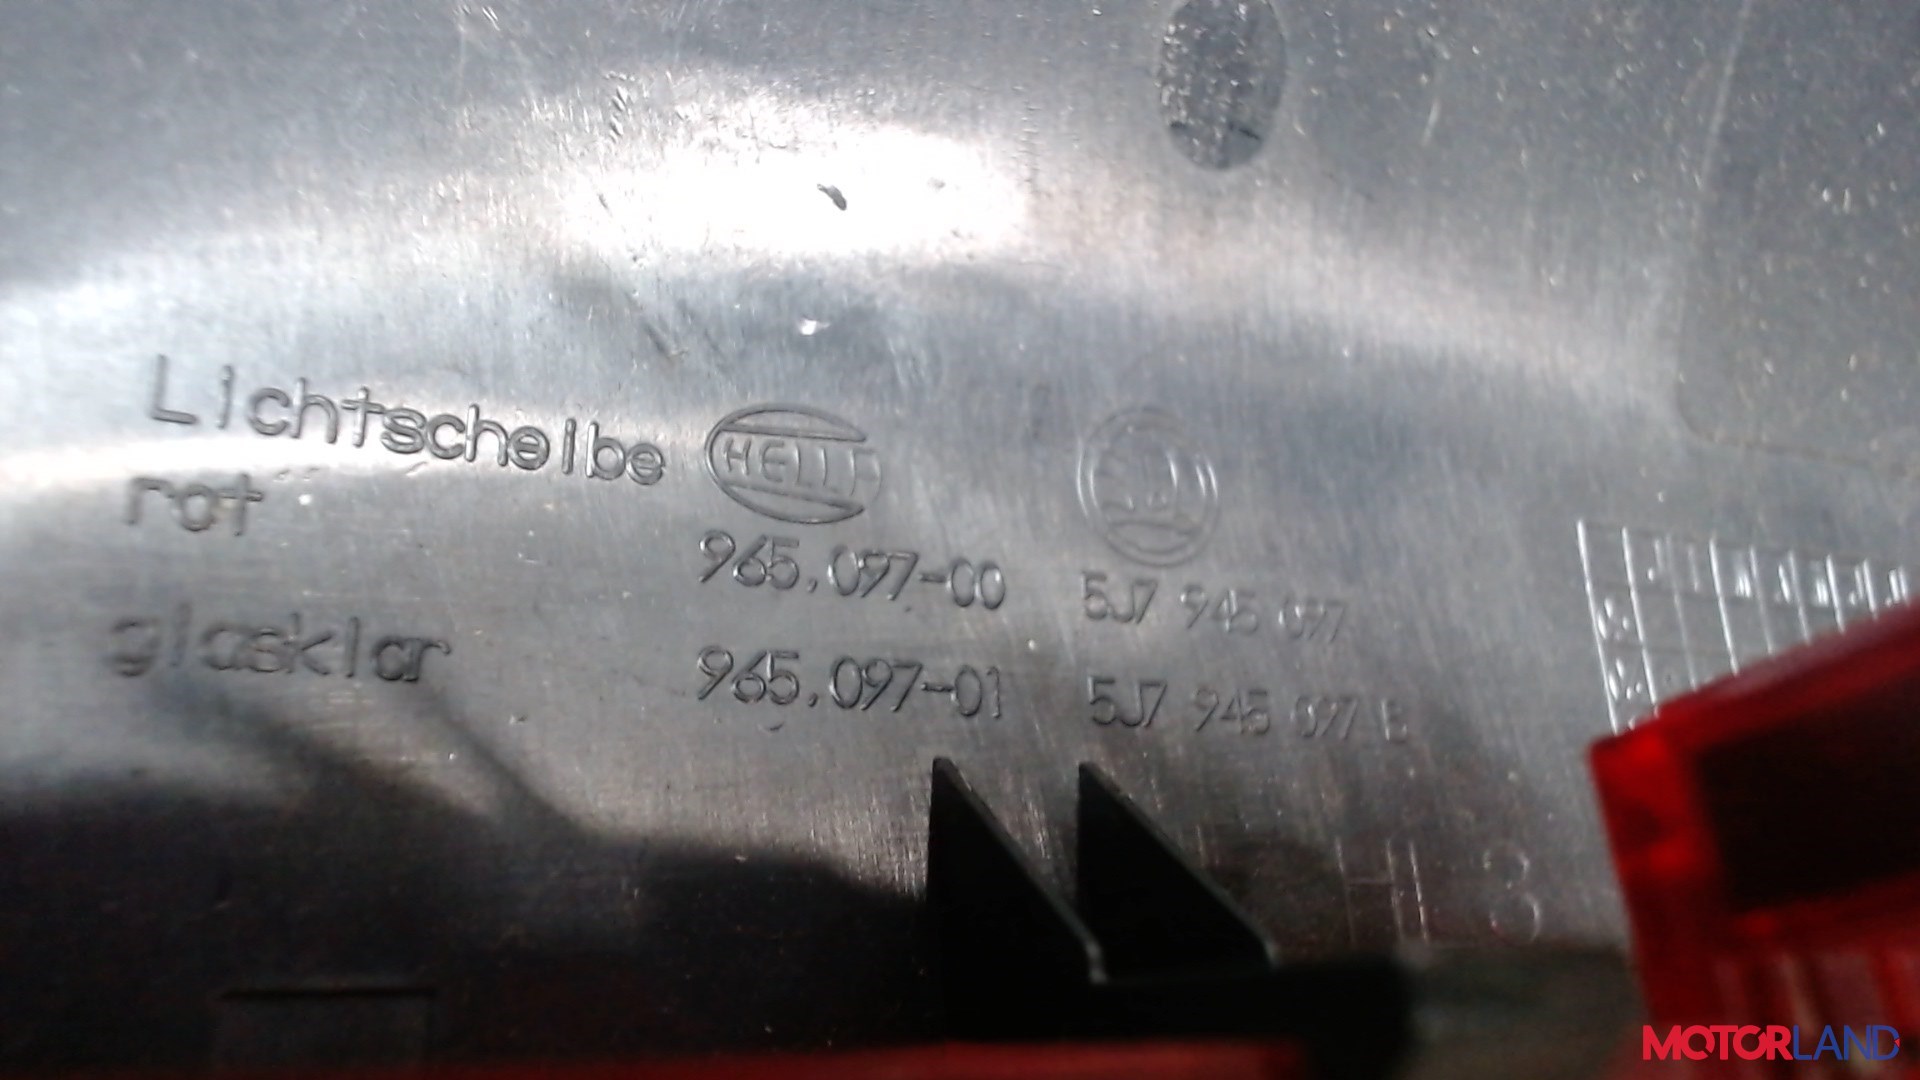 Lichtscheibe HELLA
rot 965.097-00 5J7 945 097
glasklar 965.097-01 5J7 945 097 B
MOTORLAND